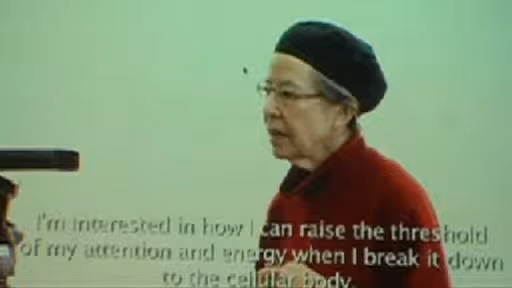 I'm interested in how I can raise the threshold
of my attention and energy when I break it down
to the cellular body.